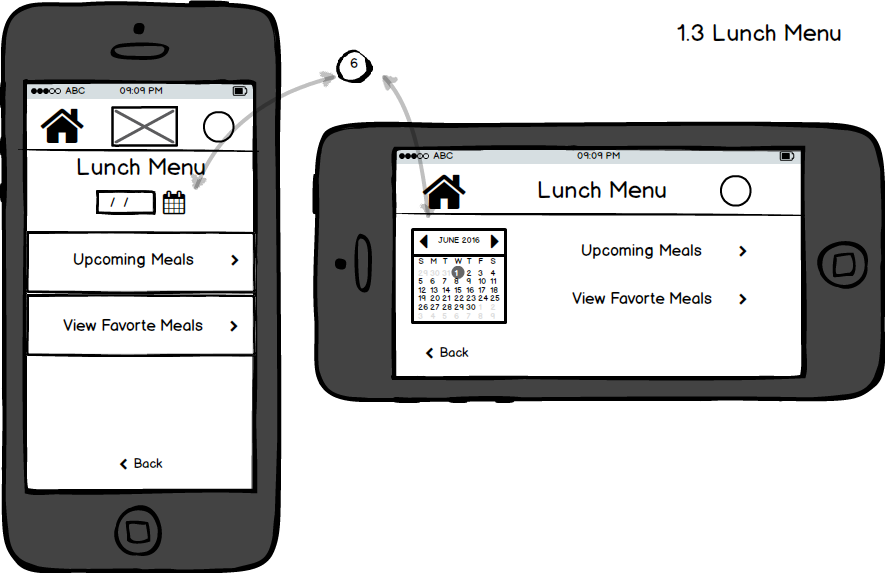 1.3 Lunch Menu
6
ABC 09:09 PM
Lunch Menu
/ /
Upcoming Meals
View Favorte Meals
Back
ABC 09:09 PM
Lunch Menu
JUNE 2016
S M T W T F S
29 30 31 1 2 3 4
5 6 7 8 9 10 11
12 13 14 15 16 17 18
19 20 21 22 23 24 25
26 27 28 29 30 1 2
3 4 5 6 7 8 9
Upcoming Meals
View Favorte Meals
Back